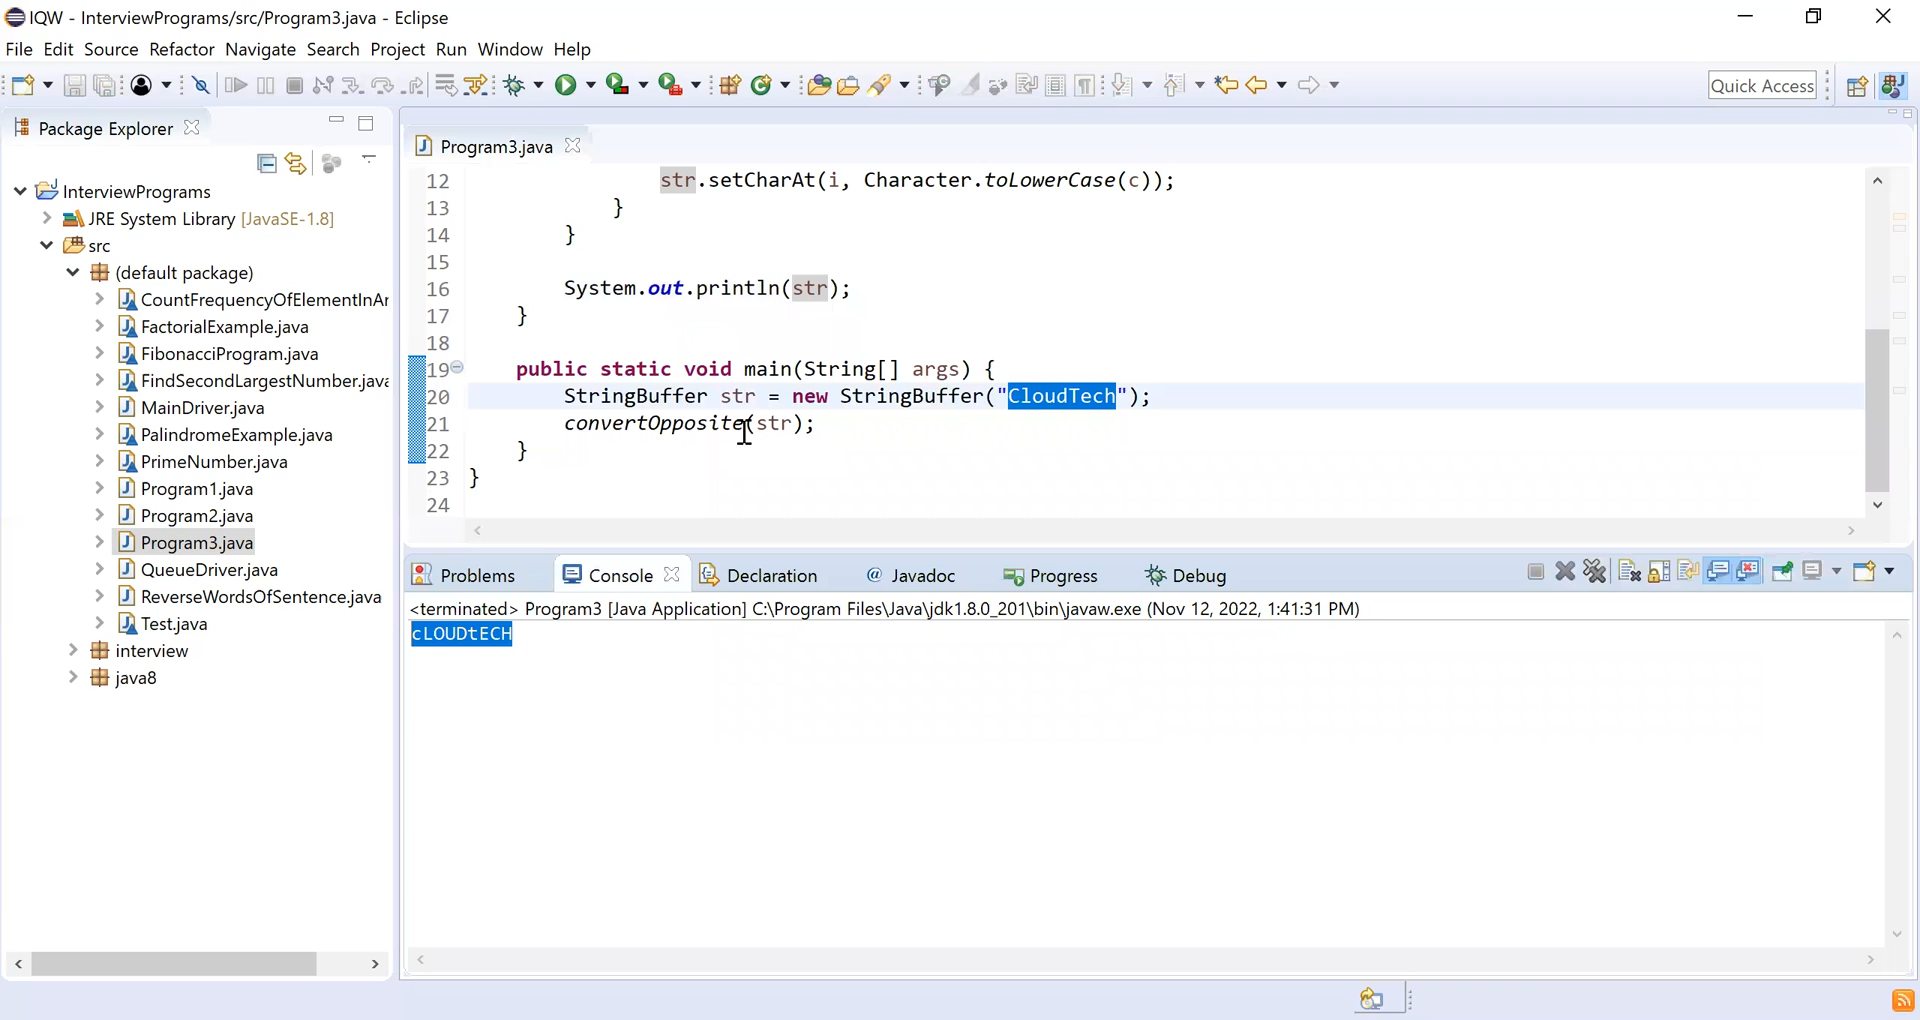 IQW - InterviewPrograms/src/Program3.java - Eclipse
File Edit Source Refactor Navigate Search Project Run Window Help
Quick Access
Package Explorer
InterviewPrograms
JRE System Library [JavaSE-1.8]
src
(default package)
CountFrequencyOfElementInAr
FactorialExample.java
FibonacciProgram.java
FindSecondLargestNumber.java
MainDriver.java
PalindromeExample.java
PrimeNumber.java
Program1.java
Program2.java
Program3.java
QueueDriver.java
ReverseWordsOfSentence.java
Test.java
interview
java8
Program3.java
12 str.setCharAt(i, Character.toLowerCase(c));
13 }
14 }
15
16 System.out.println(str);
17 }
18
19 public static void main(String[] args) {
20 StringBuffer str = new StringBuffer("CloudTech");
21 convertOpposite(str);
22 }
23 }
24
Problems Console Declaration @ Javadoc Progress Debug
<terminated> Program3 [Java Application] C:\Program Files\Java\jdk1.8.0_201\bin\javaw.exe (Nov 12, 2022, 1:41:31 PM)
cLOUDtECH